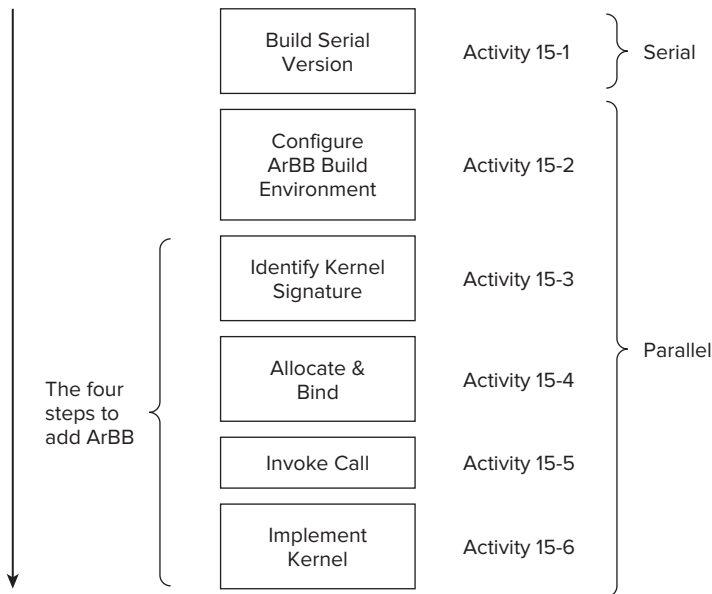 Build Serial
Version
Activity 15-1
Serial
Configure
ArBB Build
Environment
Activity 15-2
Identify Kernel
Signature
Activity 15-3
Parallel
Allocate &
Bind
Activity 15-4
The four
steps to
add ArBB
Invoke Call
Activity 15-5
Implement
Kernel
Activity 15-6